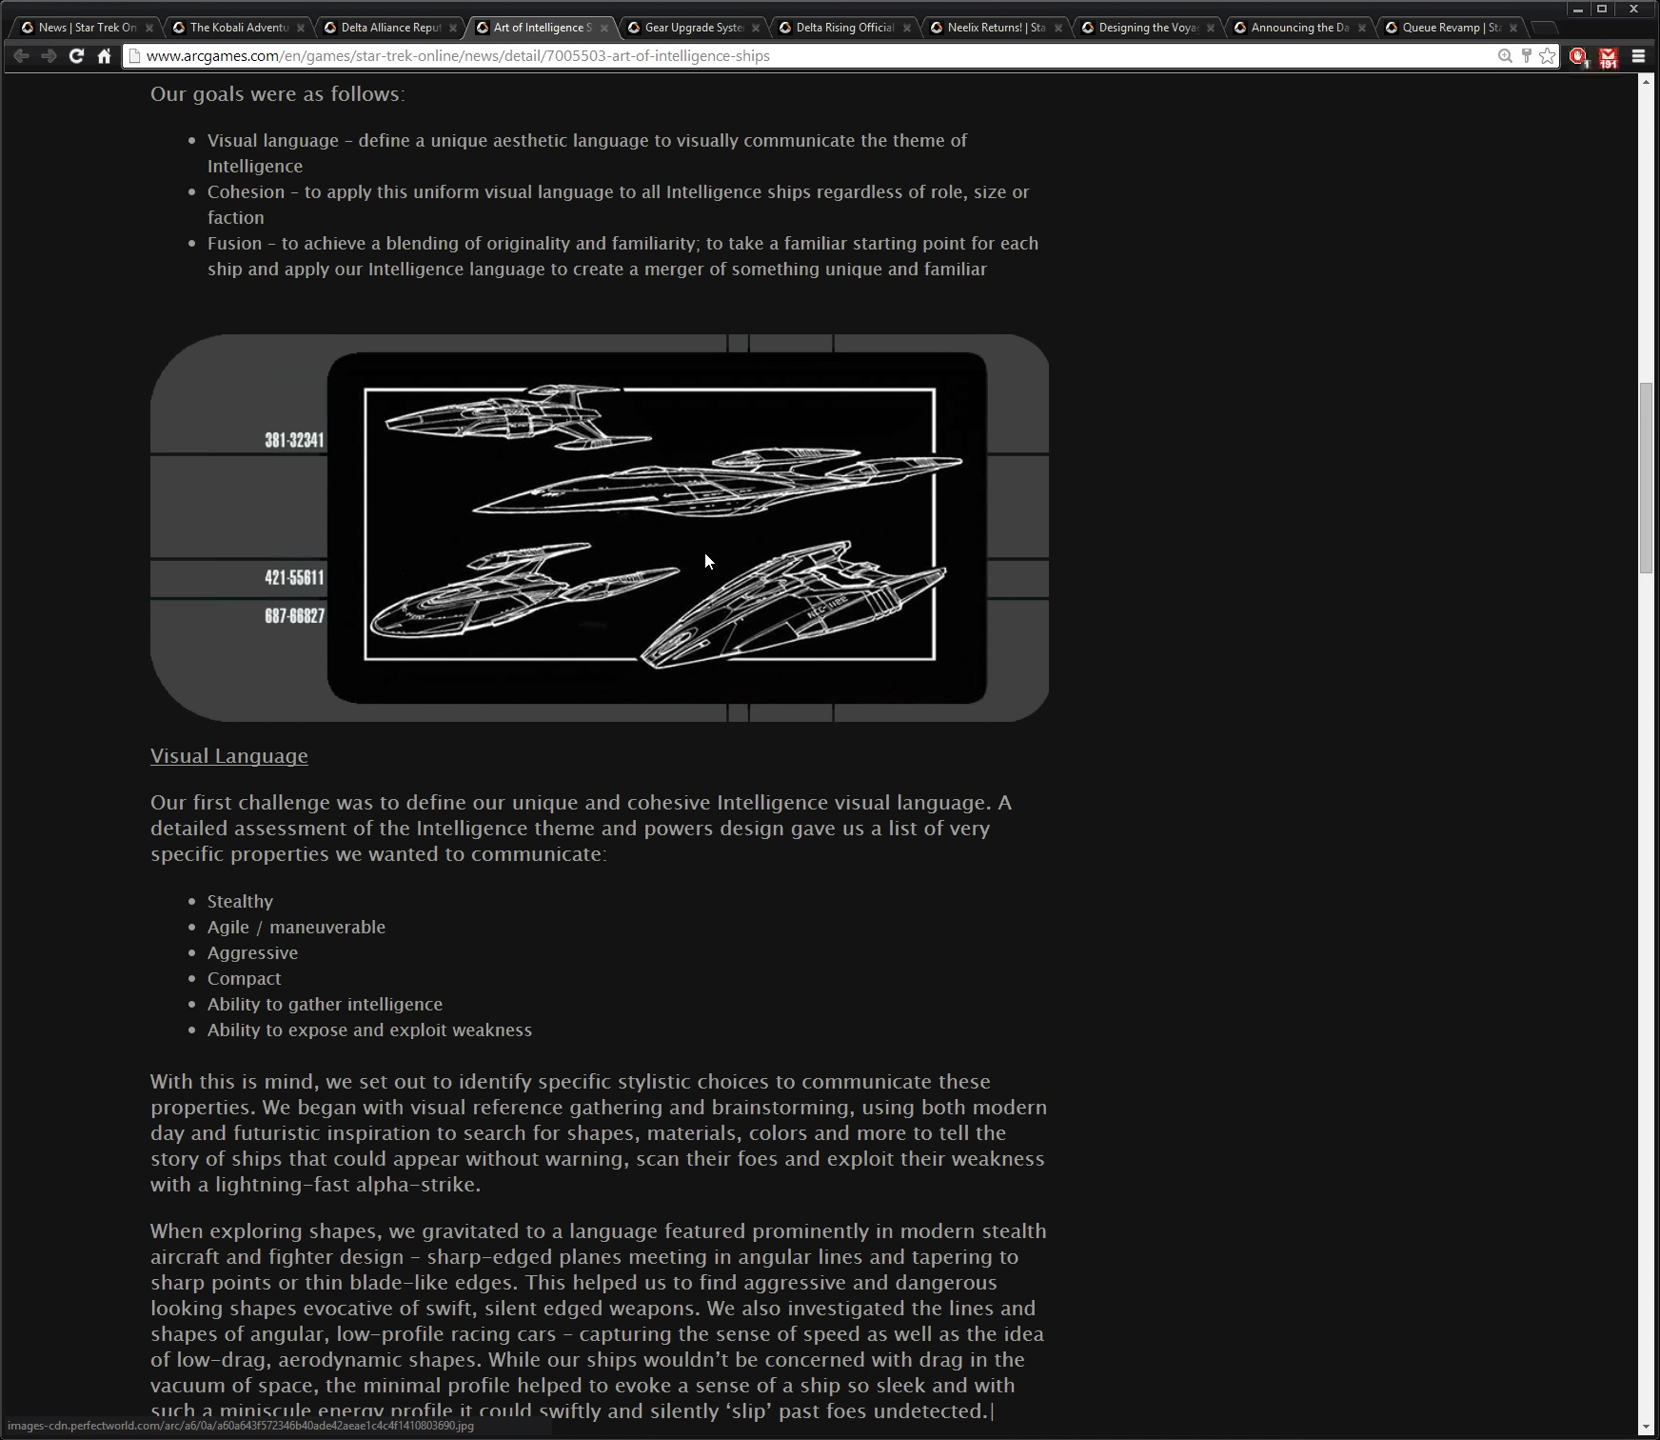 News | Star Trek On
The Kobali Adventu
Delta Alliance Reput
Art of Intelligence S
Gear Upgrade Syste
Delta Rising Official
Neelix Returns! | Sta
Designing the Voya
Announcing the Da
Queue Revamp | St
www.arcgames.com/en/games/star-trek-online/news/detail/7005503-art-of-intelligence-ships
1
191
Our goals were as follows:
• Visual language – define a unique aesthetic language to visually communicate the theme of
Intelligence
• Cohesion – to apply this uniform visual language to all Intelligence ships regardless of role, size or
faction
• Fusion – to achieve a blending of originality and familiarity; to take a familiar starting point for each
ship and apply our Intelligence language to create a merger of something unique and familiar
381-32341
421-55611
687-66827
Visual Language
Our first challenge was to define our unique and cohesive Intelligence visual language. A
detailed assessment of the Intelligence theme and powers design gave us a list of very
specific properties we wanted to communicate:
• Stealthy
• Agile / maneuverable
• Aggressive
• Compact
• Ability to gather intelligence
• Ability to expose and exploit weakness
With this is mind, we set out to identify specific stylistic choices to communicate these
properties. We began with visual reference gathering and brainstorming, using both modern
day and futuristic inspiration to search for shapes, materials, colors and more to tell the
story of ships that could appear without warning, scan their foes and exploit their weakness
with a lightning-fast alpha-strike.
When exploring shapes, we gravitated to a language featured prominently in modern stealth
aircraft and fighter design – sharp-edged planes meeting in angular lines and tapering to
sharp points or thin blade-like edges. This helped us to find aggressive and dangerous
looking shapes evocative of swift, silent edged weapons. We also investigated the lines and
shapes of angular, low-profile racing cars – capturing the sense of speed as well as the idea
of low-drag, aerodynamic shapes. While our ships wouldn’t be concerned with drag in the
vacuum of space, the minimal profile helped to evoke a sense of a ship so sleek and with
such a miniscule energy profile it could swiftly and silently ‘slip’ past foes undetected.
images-cdn.perfectworld.com/arc/a6/0a/a60a643f572346b40ade42aeae1c4c4f1410803690.jpg